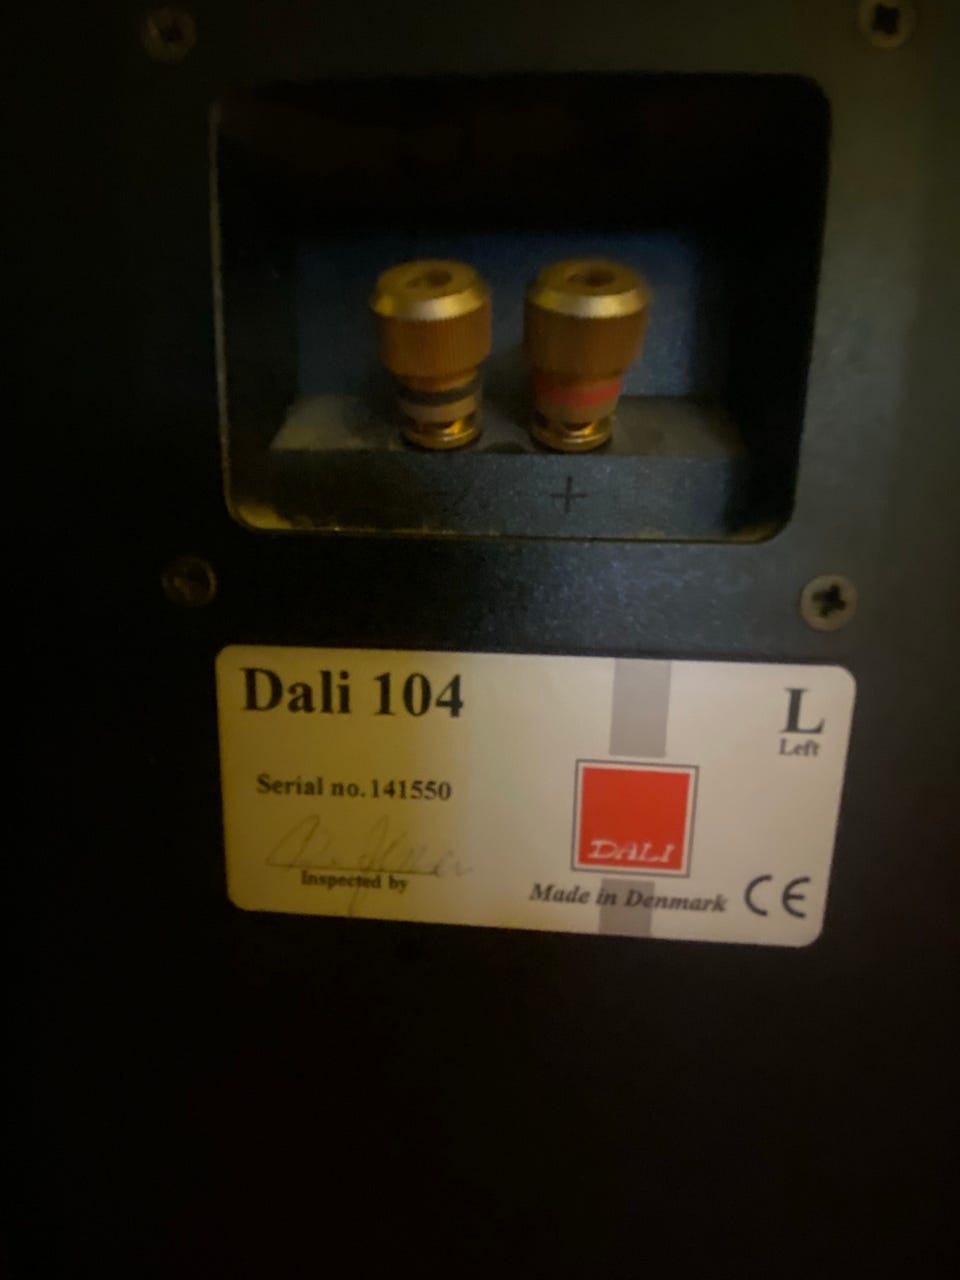 +
Dali 104
L
Left
Serial no.141550
DALI
Inspected by
Made in Denmark CE